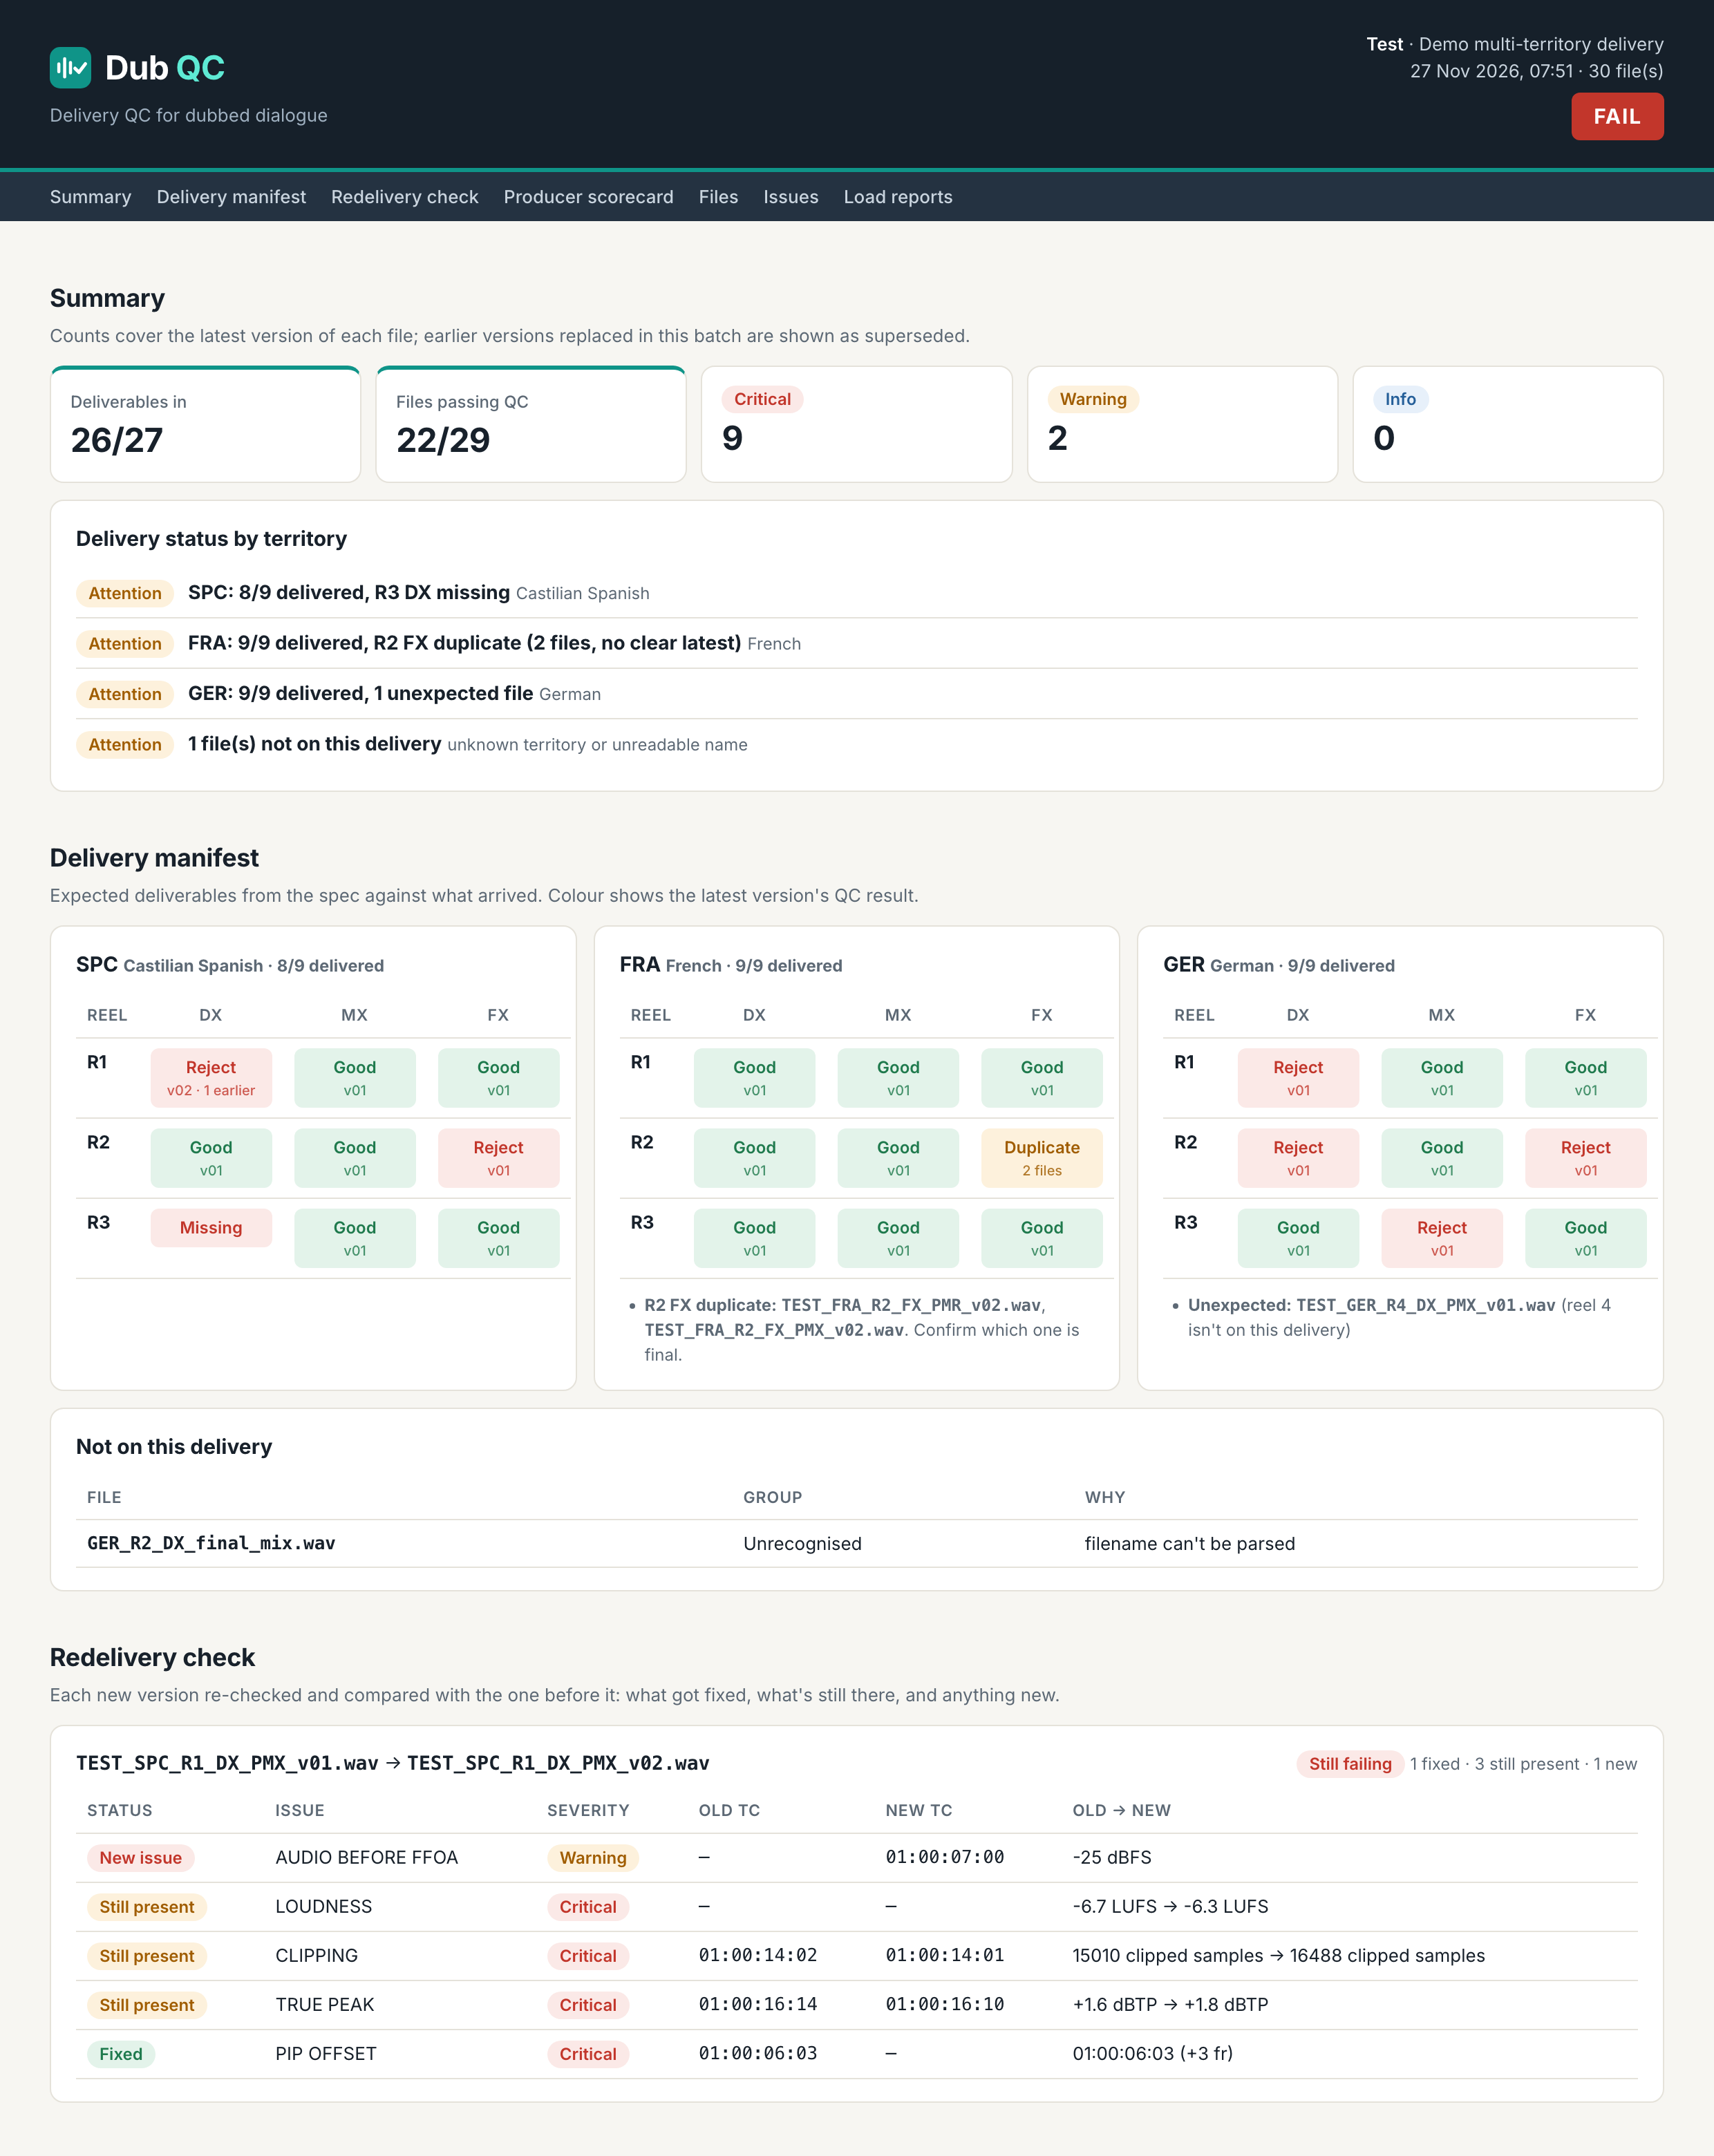 Dub QC
Delivery QC for dubbed dialogue
Test · Demo multi-territory delivery
27 Nov 2026, 07:51 · 30 file(s)
FAIL
Summary Delivery manifest Redelivery check Producer scorecard Files Issues Load reports
Summary
Counts cover the latest version of each file; earlier versions replaced in this batch are shown as superseded.
Deliverables in
26/27
Files passing QC
22/29
Critical
9
Warning
2
Info
0
Delivery status by territory
Attention SPC: 8/9 delivered, R3 DX missing Castilian Spanish
Attention FRA: 9/9 delivered, R2 FX duplicate (2 files, no clear latest) French
Attention GER: 9/9 delivered, 1 unexpected file German
Attention 1 file(s) not on this delivery unknown territory or unreadable name
Delivery manifest
Expected deliverables from the spec against what arrived. Colour shows the latest version's QC result.
SPC Castilian Spanish · 8/9 delivered
REEL DX MX FX
R1 Reject Good Good
v02 · 1 earlier v01 v01
R2 Good Good Reject
v01 v01 v01
R3 Missing Good Good
v01 v01
FRA French · 9/9 delivered
REEL DX MX FX
R1 Good Good Good
v01 v01 v01
R2 Good Good Duplicate
v01 v01 2 files
R3 Good Good Good
v01 v01 v01
• R2 FX duplicate: TEST_FRA_R2_FX_PMR_v02.wav,
TEST_FRA_R2_FX_PMX_v02.wav. Confirm which one is
final.
GER German · 9/9 delivered
REEL DX MX FX
R1 Reject Good Good
v01 v01 v01
R2 Reject Good Reject
v01 v01 v01
R3 Good Reject Good
v01 v01 v01
• Unexpected: TEST_GER_R4_DX_PMX_v01.wav (reel 4
isn't on this delivery)
Not on this delivery
FILE GROUP WHY
GER_R2_DX_final_mix.wav Unrecognised filename can't be parsed
Redelivery check
Each new version re-checked and compared with the one before it: what got fixed, what's still there, and anything new.
TEST_SPC_R1_DX_PMX_v01.wav → TEST_SPC_R1_DX_PMX_v02.wav Still failing 1 fixed · 3 still present · 1 new
STATUS ISSUE SEVERITY OLD TC NEW TC OLD → NEW
New issue AUDIO BEFORE FFOA Warning – 01:00:07:00 -25 dBFS
Still present LOUDNESS Critical – – -6.7 LUFS → -6.3 LUFS
Still present CLIPPING Critical 01:00:14:02 01:00:14:01 15010 clipped samples → 16488 clipped samples
Still present TRUE PEAK Critical 01:00:16:14 01:00:16:10 +1.6 dBTP → +1.8 dBTP
Fixed PIP OFFSET Critical 01:00:06:03 – 01:00:06:03 (+3 fr)